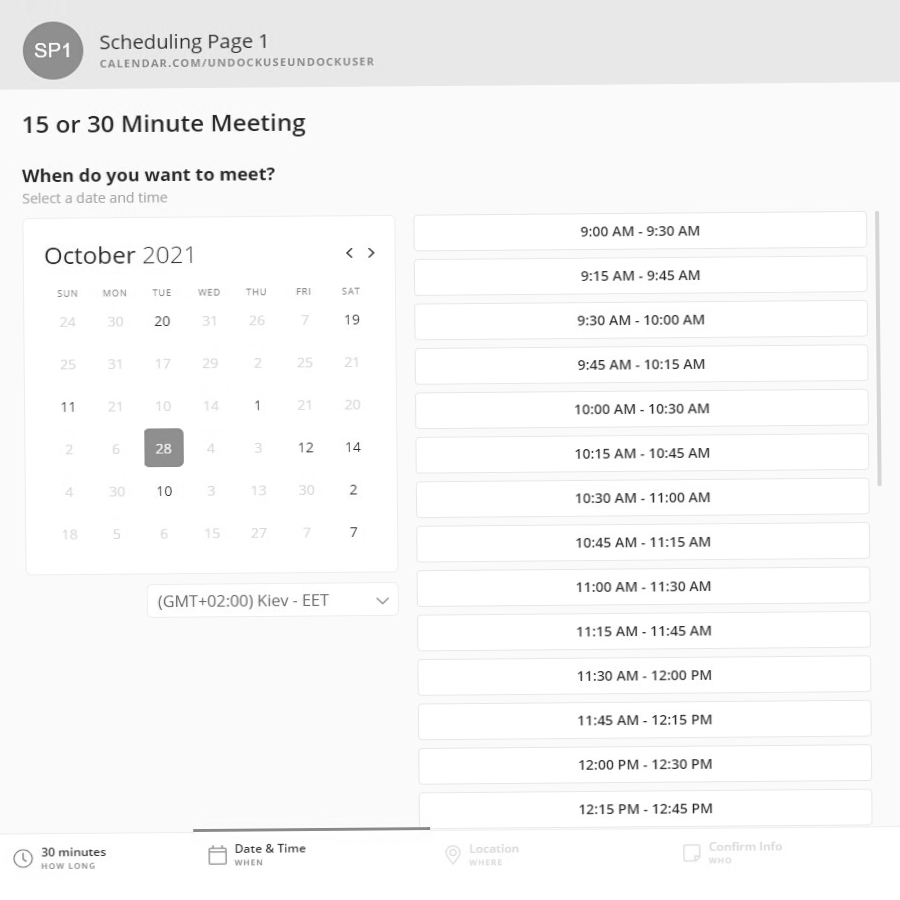 SP1
Scheduling Page 1
CALENDAR.COM/UNDOCKUSEUNDOCKUSER
15 or 30 Minute Meeting
When do you want to meet?
Select a date and time
October 2021
SUN MON TUE WED THU FRI SAT
24 30 20 31 26 7 19
25 31 17 29 2 25 21
11 21 10 14 1 21 20
2 6 28 4 3 12 14
4 30 10 3 13 30 2
18 5 6 15 27 7 7
(GMT+02:00) Kiev - EET
9:00 AM - 9:30 AM
9:15 AM - 9:45 AM
9:30 AM - 10:00 AM
9:45 AM - 10:15 AM
10:00 AM - 10:30 AM
10:15 AM - 10:45 AM
10:30 AM - 11:00 AM
10:45 AM - 11:15 AM
11:00 AM - 11:30 AM
11:15 AM - 11:45 AM
11:30 AM - 12:00 PM
11:45 AM - 12:15 PM
12:00 PM - 12:30 PM
12:15 PM - 12:45 PM
30 minutes
HOW LONG
Date & Time
WHEN
Location
WHERE
Confirm Info
WHO